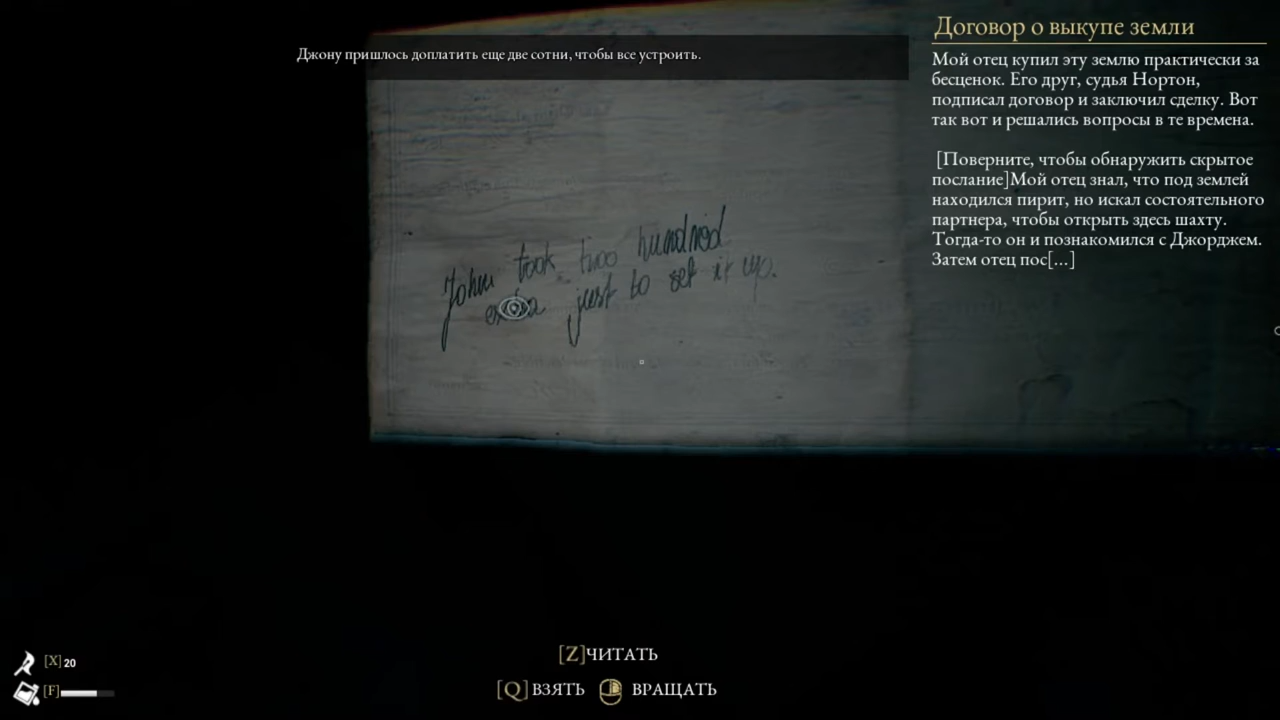 Договор о выкупе земли
Джону пришлось доплатить еще две сотни, чтобы все устроить.
Мой отец купил эту землю практически за
бесценок. Его друг, судья Нортон,
подписал договор и заключил сделку. Вот
так вот и решались вопросы в те времена.
[Поверните, чтобы обнаружить скрытое
послание]Мой отец знал, что под землей
находился пирит, но искал состоятельного
партнера, чтобы открыть здесь шахту.
Тогда-то он и познакомился с Джорджем.
Затем отец пос[...]
John took two hundred
extra just to set it up.
[Z]ЧИТАТЬ
[X] 20
[F]
[Q] ВЗЯТЬ ВРАЩАТЬ